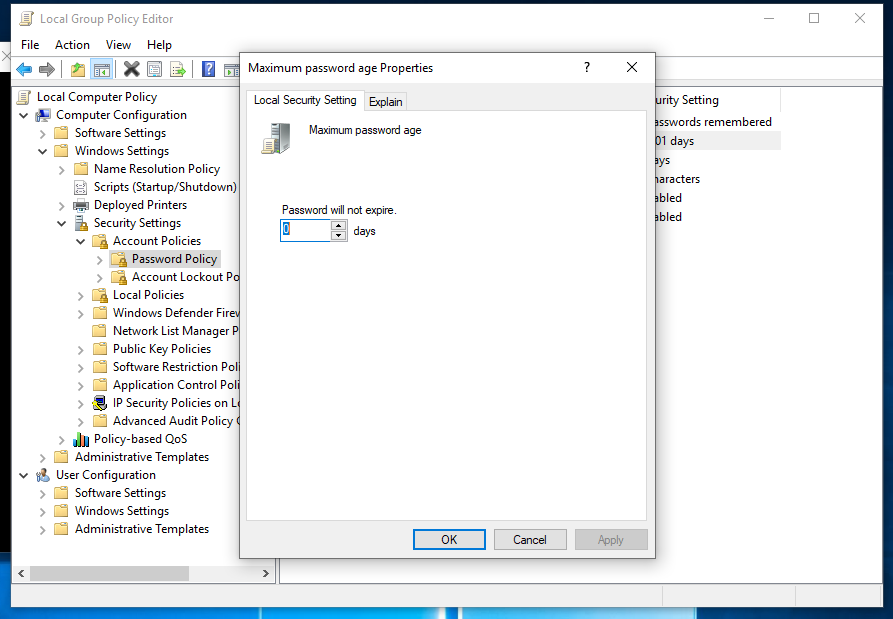 Local Group Policy Editor
File Action View Help
Local Computer Policy
Computer Configuration
Software Settings
Windows Settings
Name Resolution Policy
Scripts (Startup/Shutdown)
Deployed Printers
Security Settings
Account Policies
Password Policy
Account Lockout Po
Local Policies
Windows Defender Firew
Network List Manager P
Public Key Policies
Software Restriction Poli
Application Control Poli
IP Security Policies on Lo
Advanced Audit Policy C
Policy-based QoS
Administrative Templates
User Configuration
Software Settings
Windows Settings
Administrative Templates
Maximum password age Properties
?
Local Security Setting Explain
Maximum password age
Password will not expire.
0 days
OK Cancel Apply
urity Setting
asswords remembered
01 days
ays
haracters
abled
abled